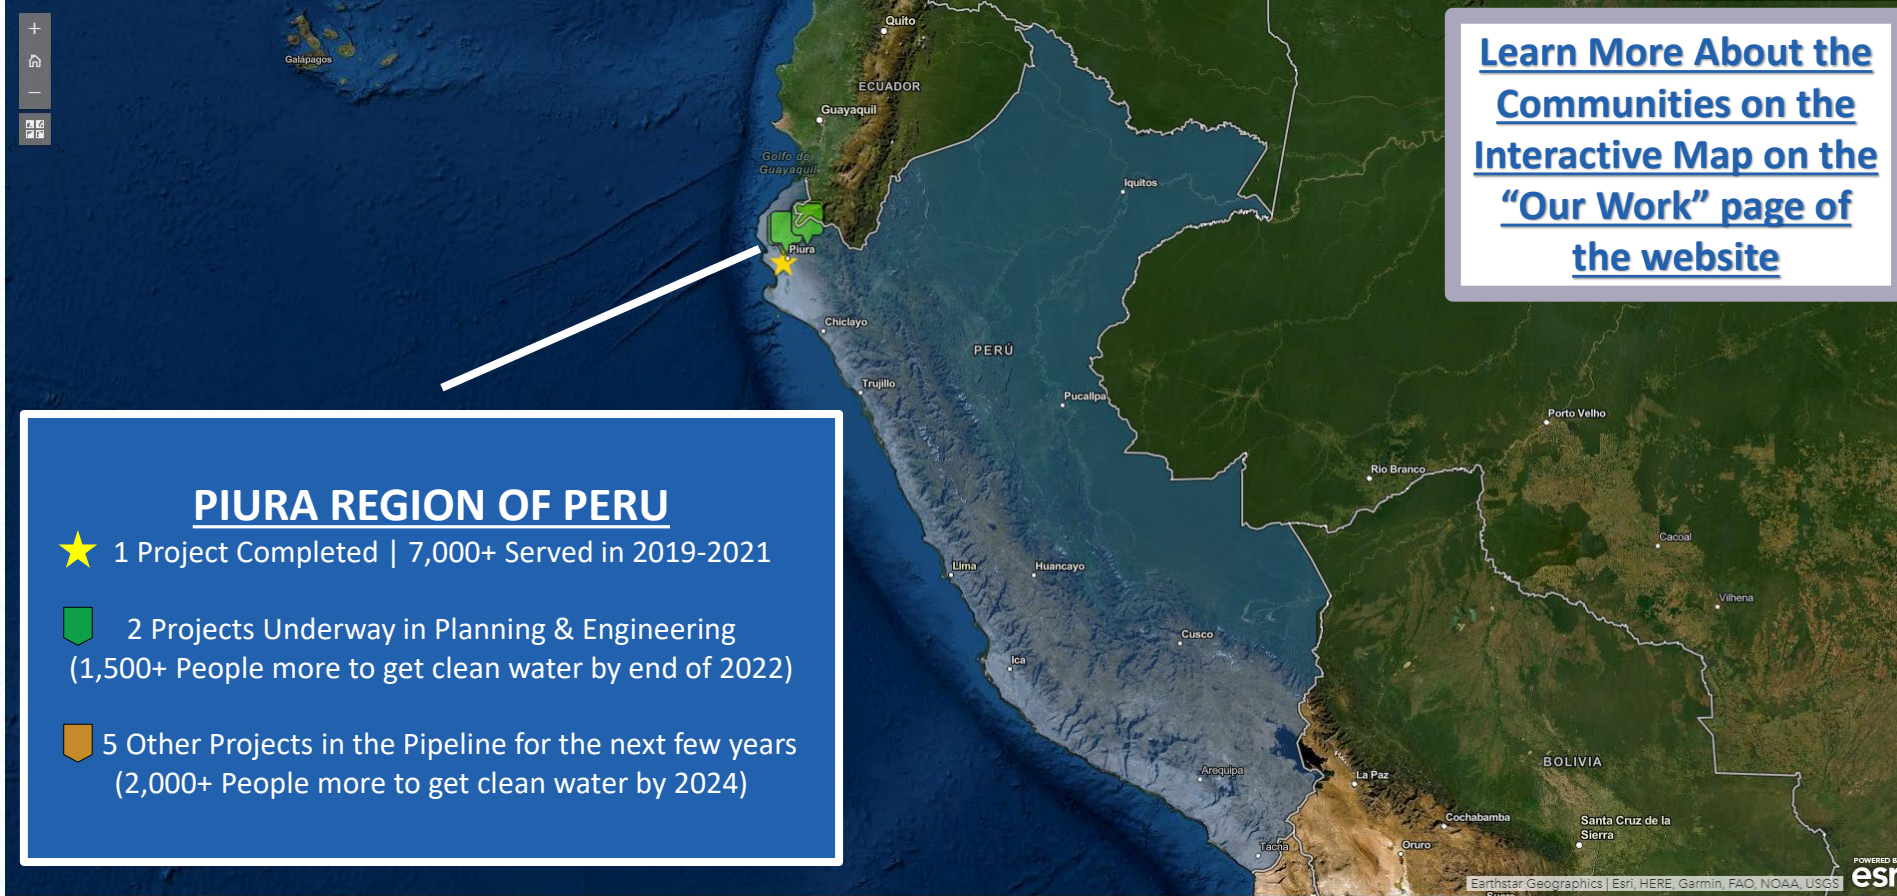 Quito
Galápagos
ECUADOR
Guayaquil
Golfo de
Guayaquil
Iquitos
Piura
Chiclayo
PERÚ
Trujillo
Pucallpa
Porto Velho
Rio Branco
Cacoal
Lima
Huancayo
Vilhena
Cusco
Ica
Arequipa
La Paz
BOLIVIA
Cochabamba
Santa Cruz de la
Sierra
Oruro
Tacna
Learn More About the
Communities on the
Interactive Map on the
“Our Work” page of
the website
PIURA REGION OF PERU
1 Project Completed | 7,000+ Served in 2019-2021
2 Projects Underway in Planning & Engineering
(1,500+ People more to get clean water by end of 2022)
5 Other Projects in the Pipeline for the next few years
(2,000+ People more to get clean water by 2024)
Earthstar Geographics | Esri, HERE, Garmin, FAO, NOAA, USGS
POWERED B